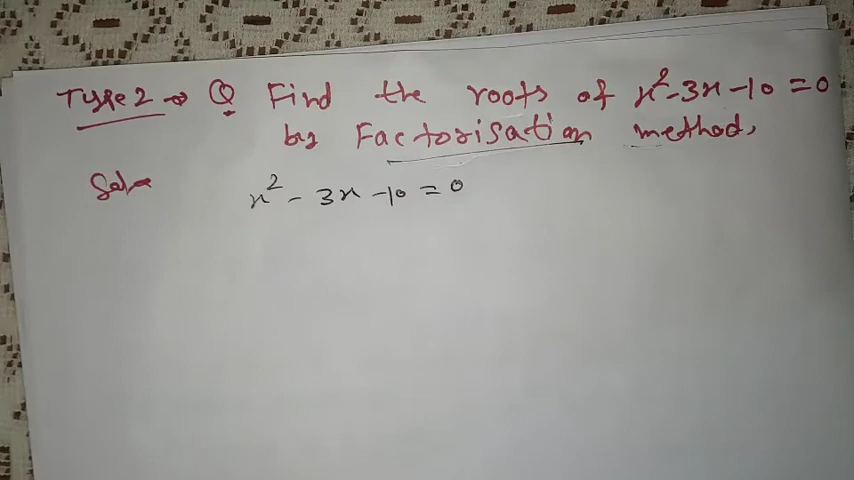 Type 2 → Q Find the roots of x² - 3x - 10 = 0
by Factorisation method.
Sol
x² - 3x - 10 = 0